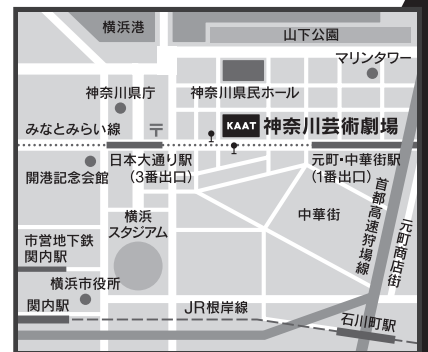 横浜港
山下公園
マリンタワー
神奈川県庁
神奈川県民ホール
みなとみらい線
〒
KAAT 神奈川芸術劇場
日本大通り駅
(3番出口)
元町・中華街駅
(1番出口)
開港記念会館
首都高速狩場線
元町商店街
中華街
横浜
スタジアム
市営地下鉄
関内駅
横浜市役所
関内駅
JR根岸線
石川町駅